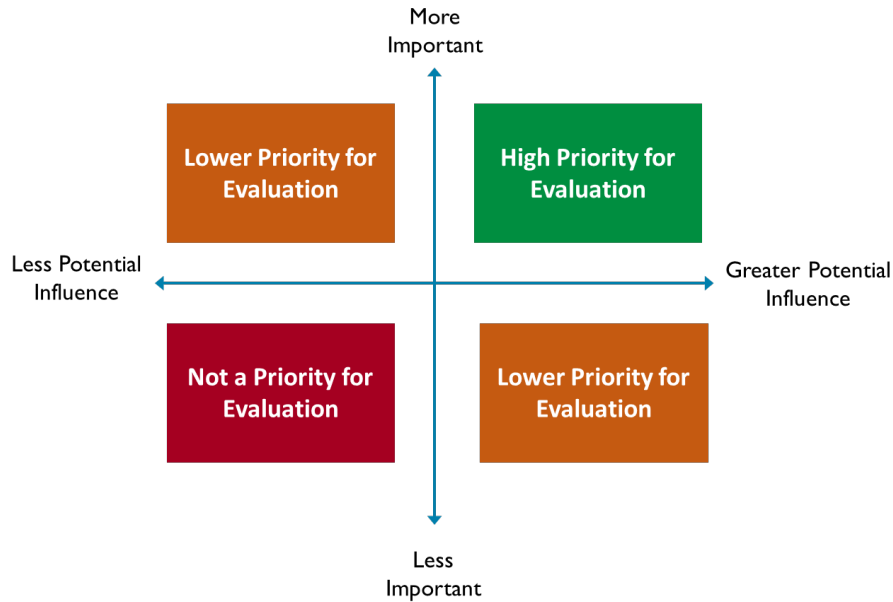 More
Important
Lower Priority for
Evaluation
High Priority for
Evaluation
Less Potential
Influence
Greater Potential
Influence
Not a Priority for
Evaluation
Lower Priority for
Evaluation
Less
Important